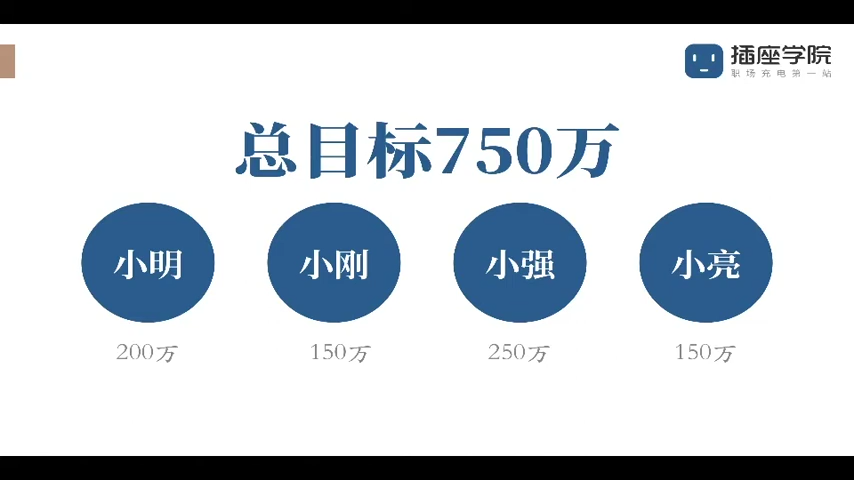 插座学院
职场充电第一站
总目标750万
小明
小刚
小强
小亮
200万
150万
250万
150万